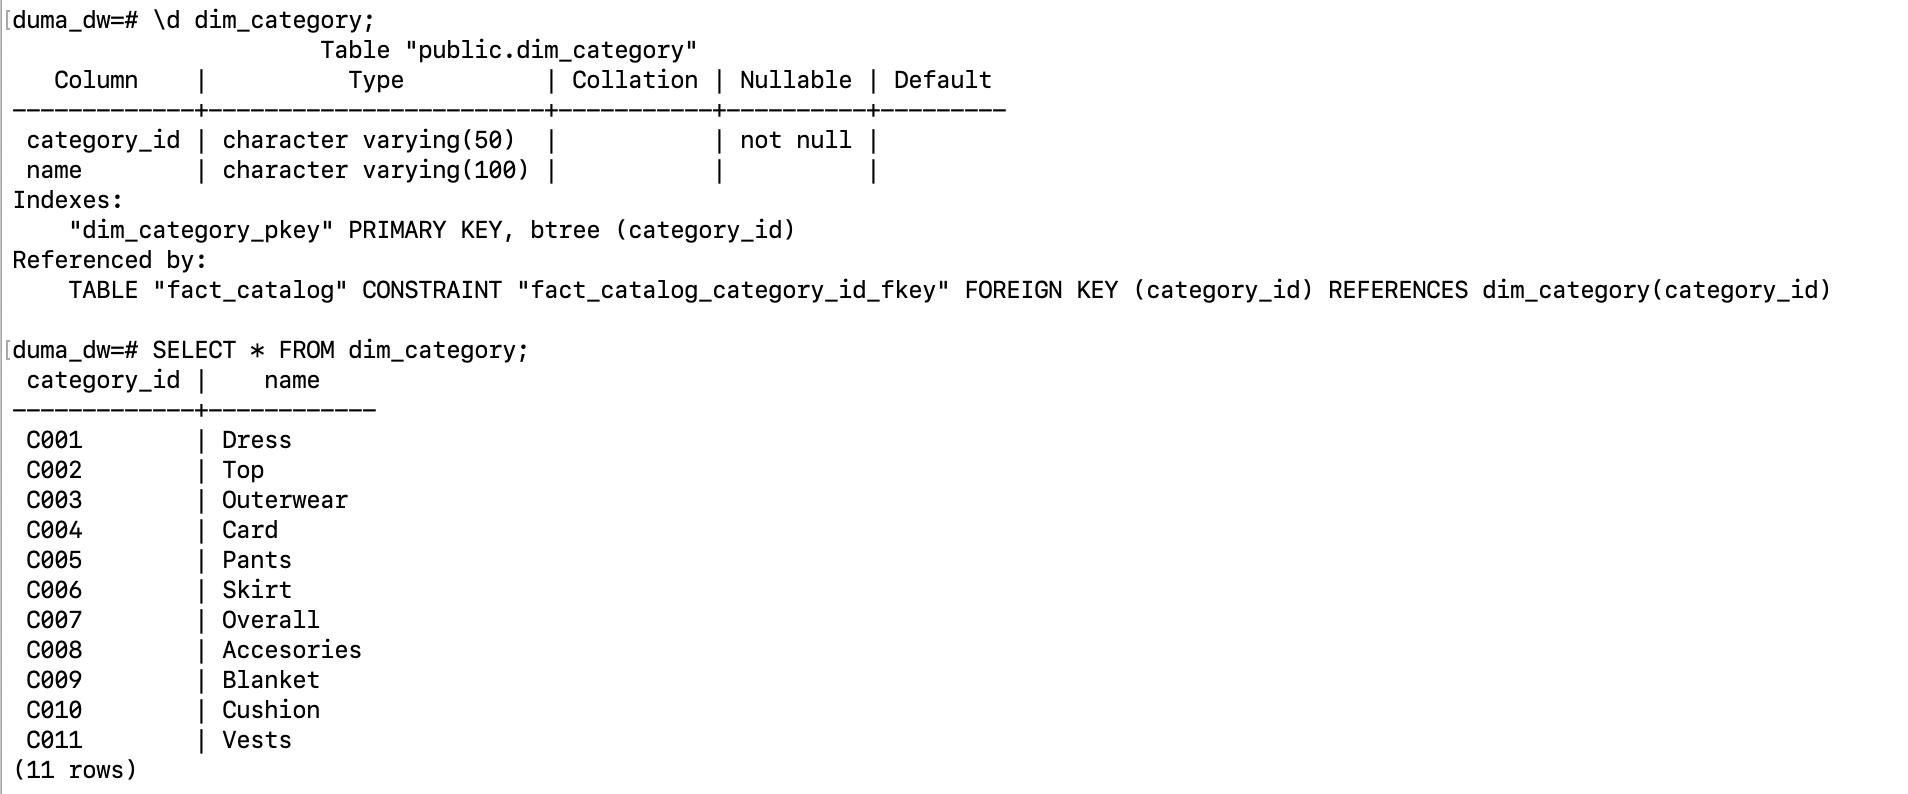 [duma_dw=# \d dim_category;
Table "public.dim_category"
Column | Type | Collation | Nullable | Default
-------------+------------------------+-----------+----------+---------
category_id | character varying(50) | | not null |
name | character varying(100) | | |
Indexes:
"dim_category_pkey" PRIMARY KEY, btree (category_id)
Referenced by:
TABLE "fact_catalog" CONSTRAINT "fact_catalog_category_id_fkey" FOREIGN KEY (category_id) REFERENCES dim_category(category_id)
[duma_dw=# SELECT * FROM dim_category;
category_id | name
-------------+------------
C001 | Dress
C002 | Top
C003 | Outerwear
C004 | Card
C005 | Pants
C006 | Skirt
C007 | Overall
C008 | Accesories
C009 | Blanket
C010 | Cushion
C011 | Vests
(11 rows)